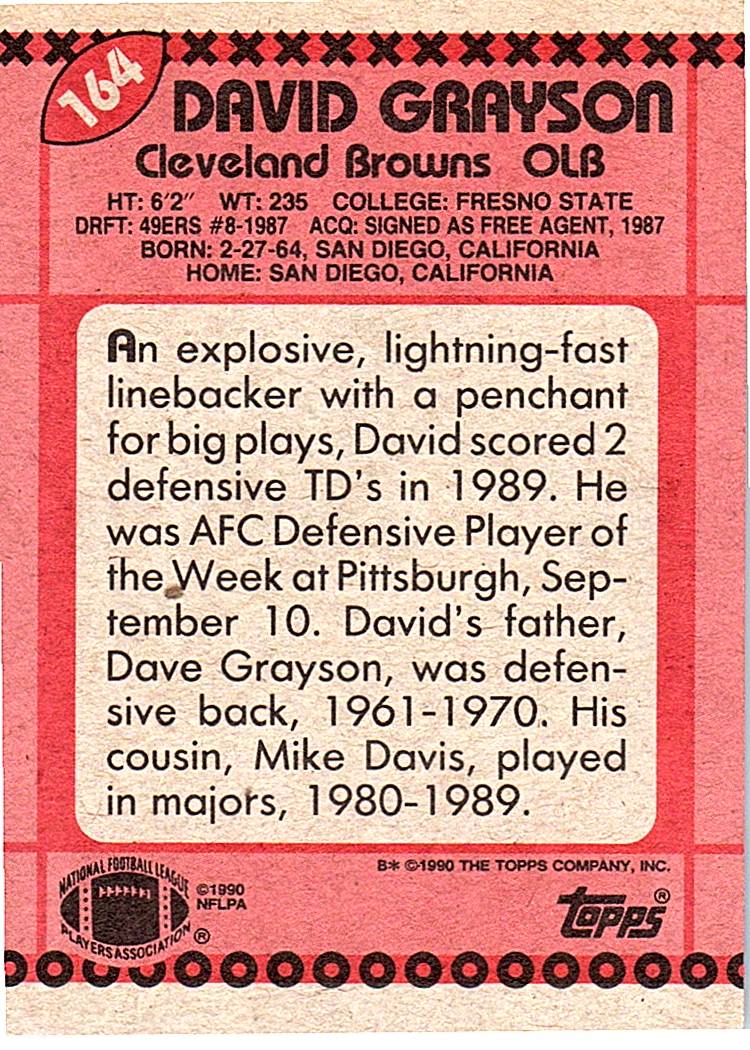 164
DAVID GRAYSON
Cleveland Browns OLB
HT: 6'2" WT: 235 COLLEGE: FRESNO STATE
DRFT: 49ERS #8-1987 ACQ: SIGNED AS FREE AGENT, 1987
BORN: 2-27-64, SAN DIEGO, CALIFORNIA
HOME: SAN DIEGO, CALIFORNIA
An explosive, lightning-fast
linebacker with a penchant
for big plays, David scored 2
defensive TD's in 1989. He
was AFC Defensive Player of
the Week at Pittsburgh, Sep-
tember 10. David's father,
Dave Grayson, was defen-
sive back, 1961-1970. His
cousin, Mike Davis, played
in majors, 1980-1989.
B* ©1990 THE TOPPS COMPANY, INC.
NATIONAL FOOTBALL LEAGUE
PLAYERS ASSOCIATION ®
©1990
NFLPA
topps ®